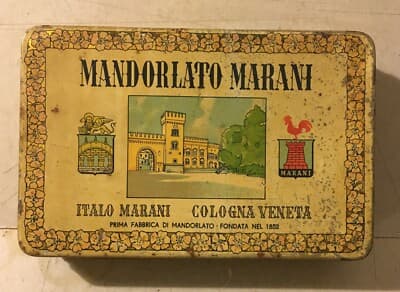 MANDORLATO MARANI
MARANI
ITALO MARANI COLOGNA VENETA
PRIMA FABBRICA DI MANDORLATO · FONDATA NEL 1852